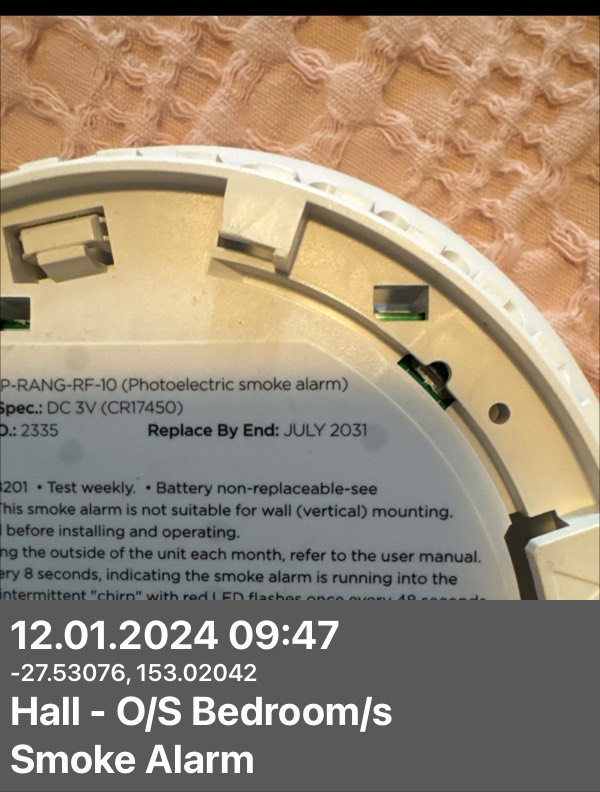 P-RANG-RF-10 (Photoelectric smoke alarm)
Spec.: DC 3V (CR17450)
D.: 2335 Replace By End: JULY 2031
3201 • Test weekly. • Battery non-replaceable-see
This smoke alarm is not suitable for wall (vertical) mounting.
before installing and operating.
ng the outside of the unit each month, refer to the user manual.
ery 8 seconds, indicating the smoke alarm is running into the
intermittent "chirp" with red LED flashes once every 48 seconds
12.01.2024 09:47
-27.53076, 153.02042
Hall - O/S Bedroom/s
Smoke Alarm